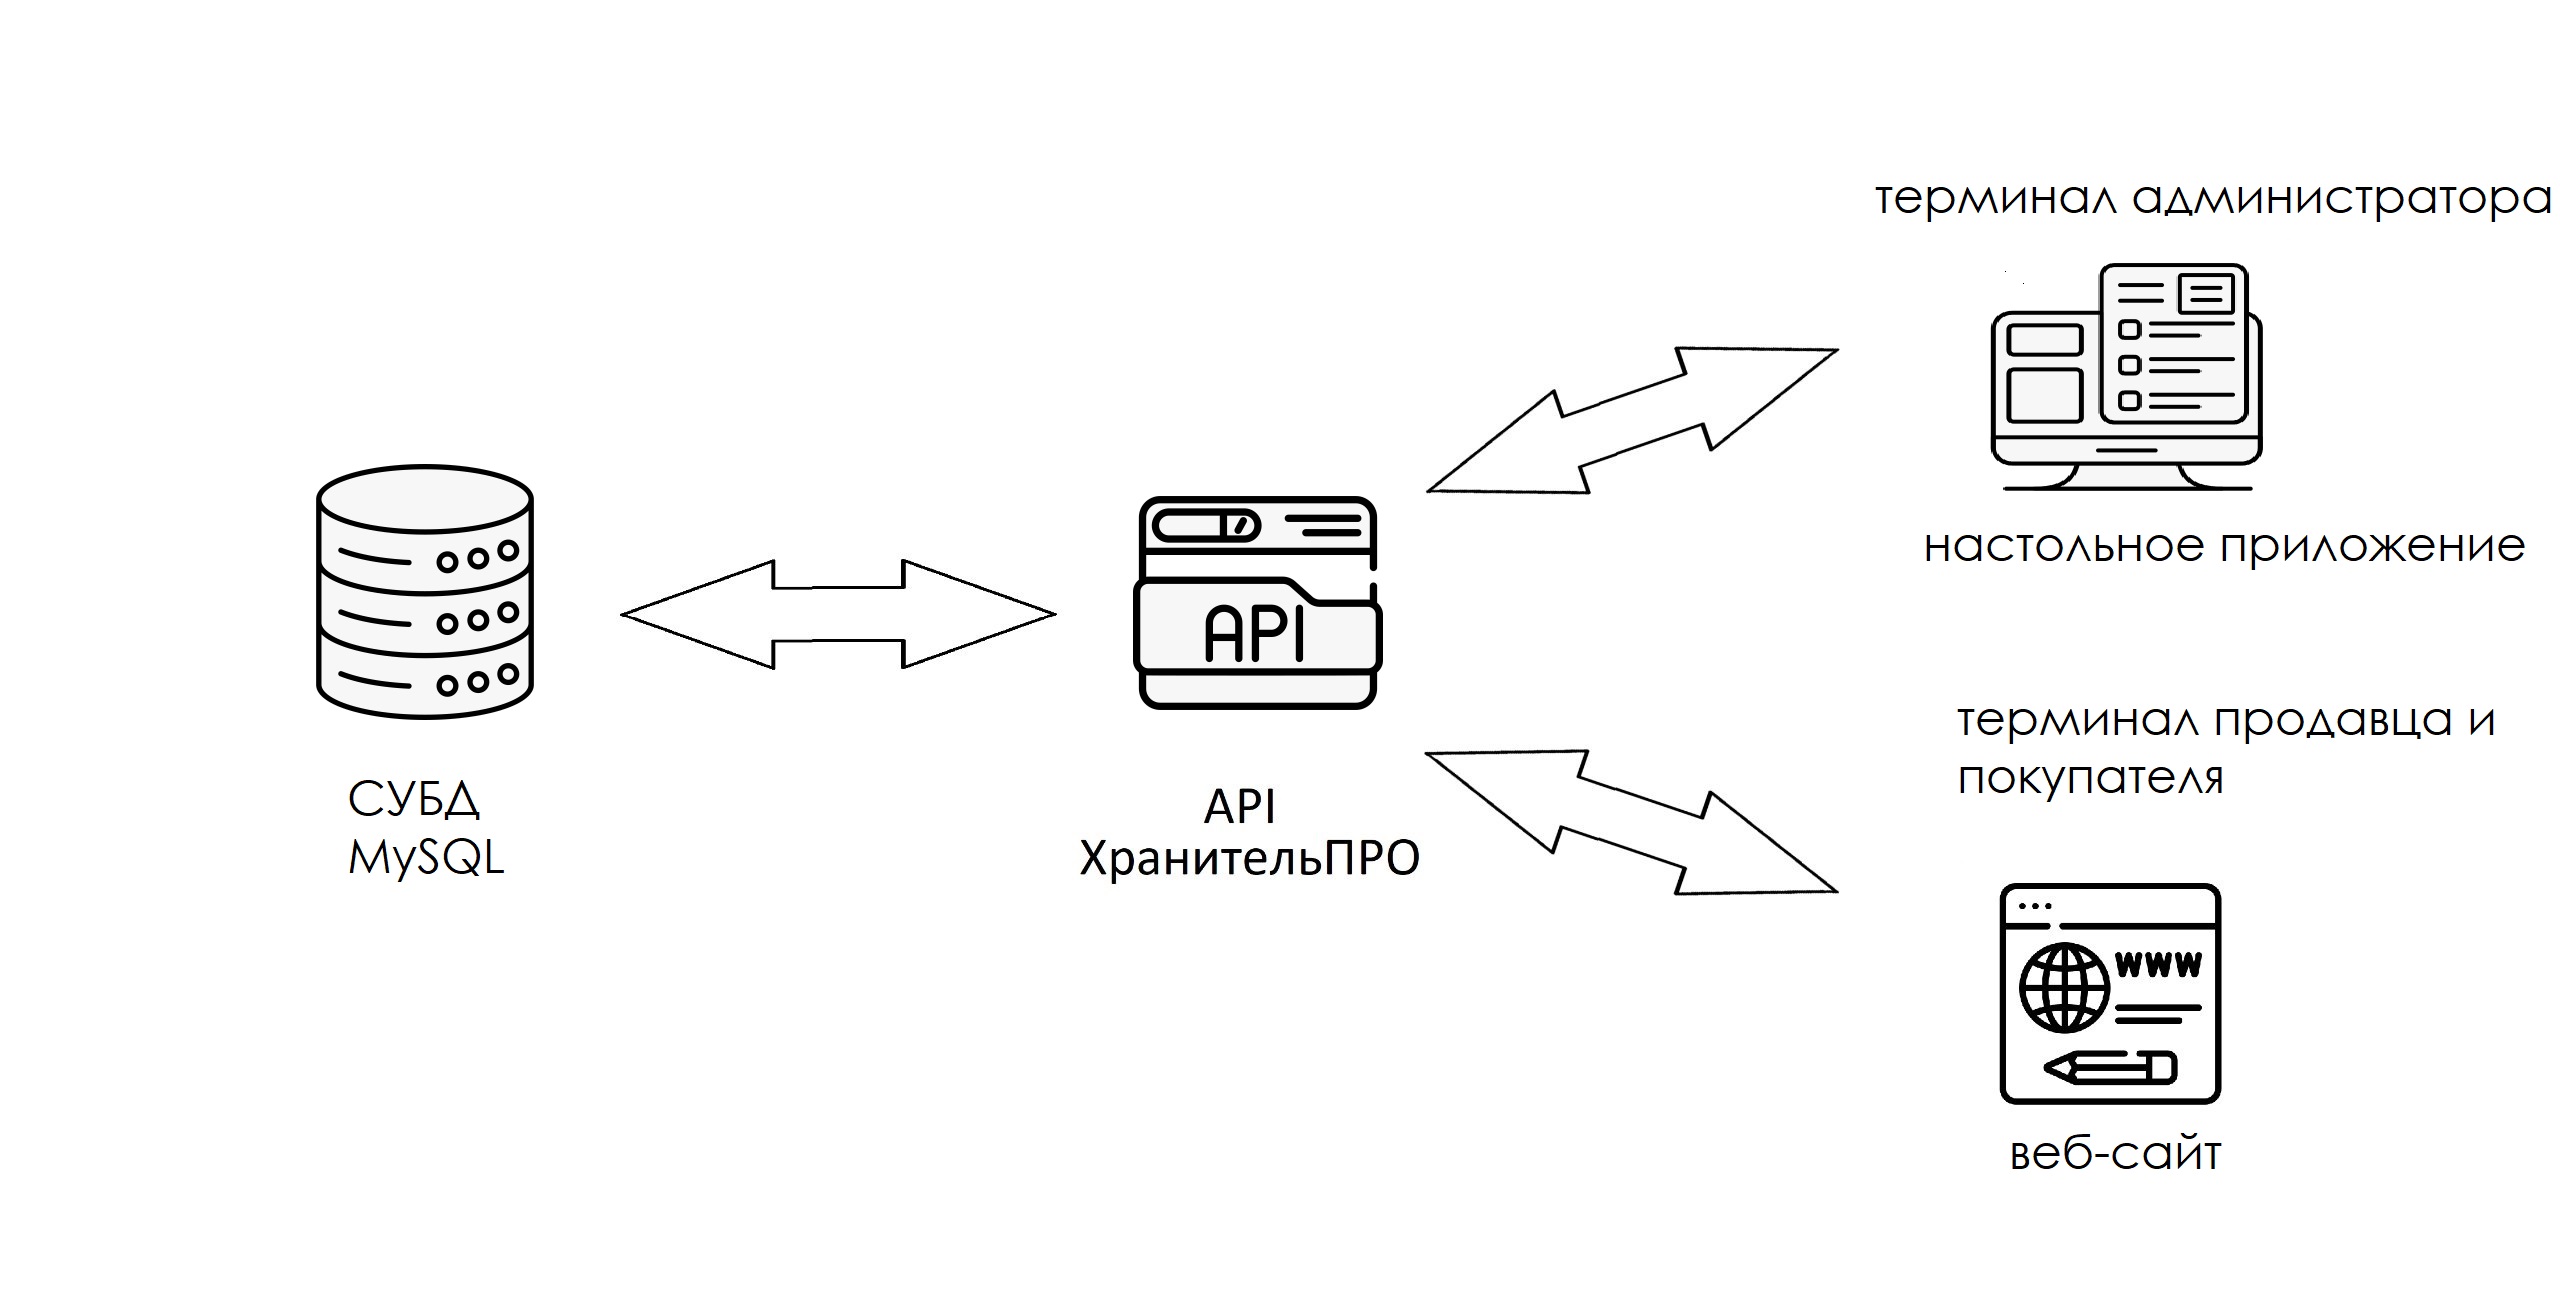 терминал администратора
настольное приложение
СУБД
MySQL
API
API
ХранительПРО
терминал продавца и
покупателя
www
веб-сайт